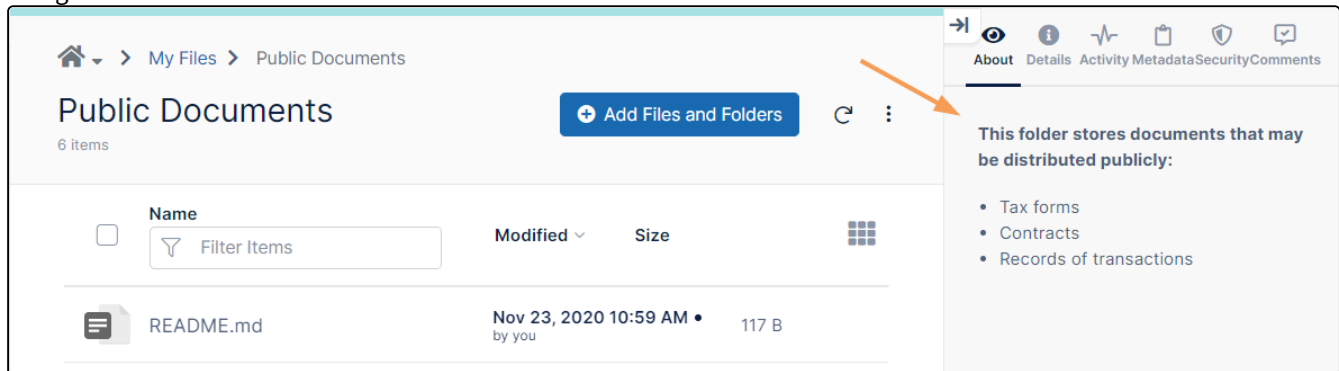 My Files > Public Documents
Public Documents
6 items
Add Files and Folders
Name
Filter Items
Modified
Size
README.md
Nov 23, 2020 10:59 AM •
by you
117 B
About Details Activity Metadata Security Comments
This folder stores documents that may
be distributed publicly:
• Tax forms
• Contracts
• Records of transactions